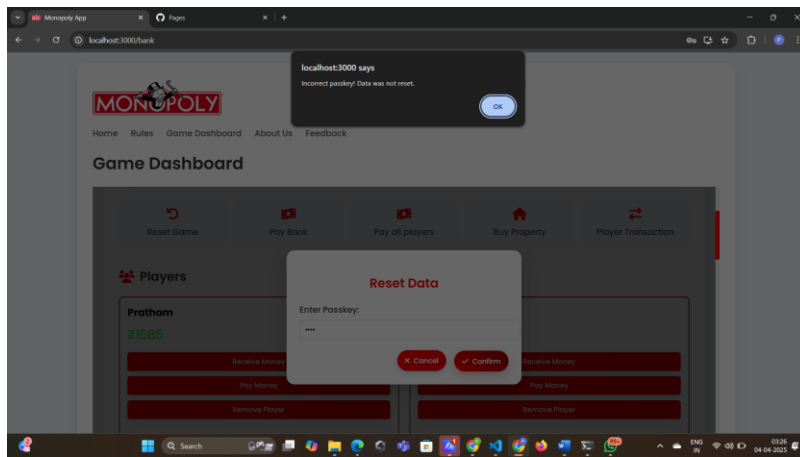 Monopoly App
Pages
localhost:3000/bank
localhost:3000 says
Incorrect passkey! Data was not reset.
OK
MONOPOLY
Home Rules Game Dashboard About Us Feedback
Game Dashboard
Reset Game Pay Bank Pay all players Buy Property Player Transaction
Players
Reset Data
Enter Passkey:
Pratham
₹1585
Cancel Confirm
Receive Money Receive Money
Pay Money Pay Money
Remove Player Remove Player
Search
99+
ENG
IN
03:26
04-04-2025